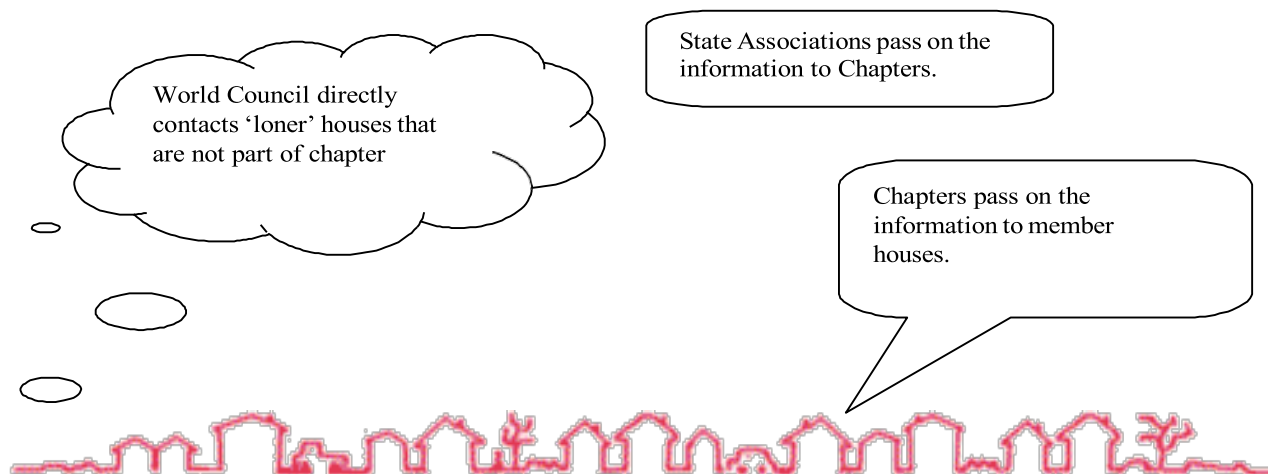 World Council directly
contacts ‘loner’ houses that
are not part of chapter
State Associations pass on the
information to Chapters.
Chapters pass on the
information to member
houses.